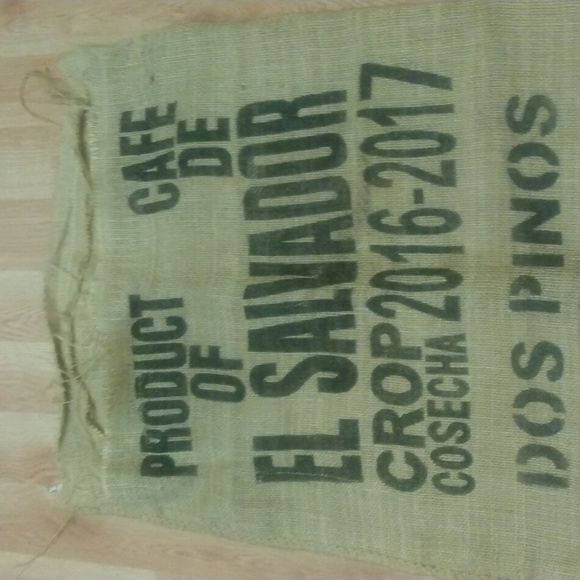 PRODUCT CAFE
OF DE
EL SALVADOR
CROP 2016-2017
COSECHA
DOS PINOS